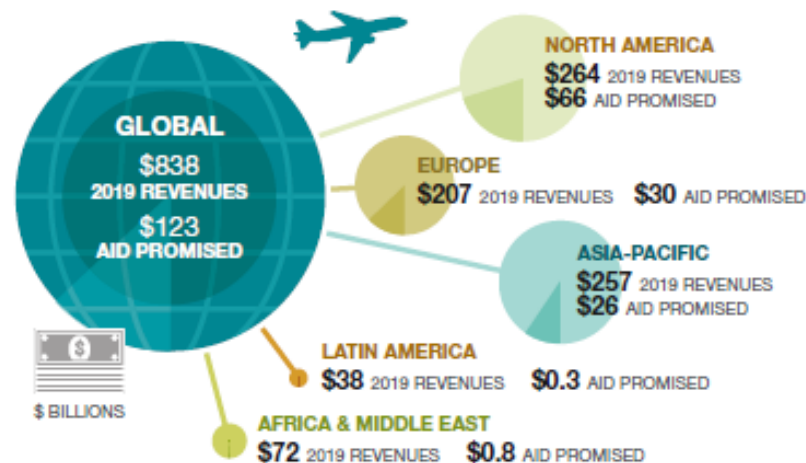 GLOBAL
$838
2019 REVENUES
$123
AID PROMISED
NORTH AMERICA
$264 2019 REVENUES
$66 AID PROMISED
EUROPE
$207 2019 REVENUES $30 AID PROMISED
ASIA-PACIFIC
$257 2019 REVENUES
$26 AID PROMISED
LATIN AMERICA
$38 2019 REVENUES $0.3 AID PROMISED
AFRICA & MIDDLE EAST
$72 2019 REVENUES $0.8 AID PROMISED
$
$ BILLIONS